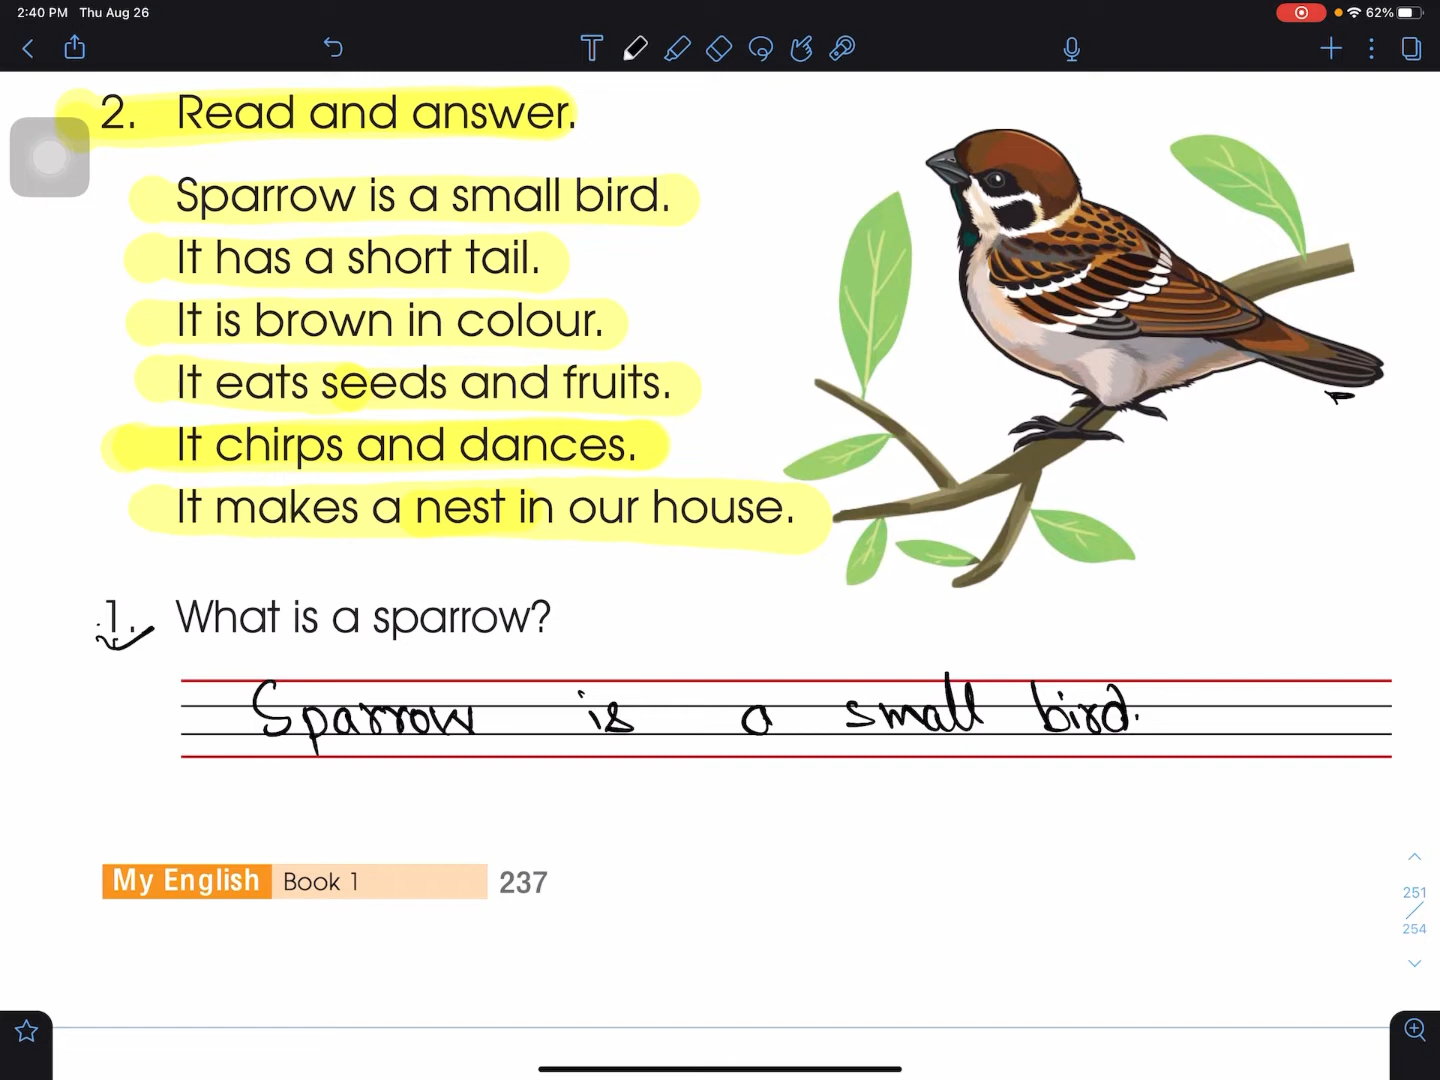 2:40 PM Thu Aug 26 62%
2. Read and answer.
Sparrow is a small bird.
It has a short tail.
It is brown in colour.
It eats seeds and fruits.
It chirps and dances.
It makes a nest in our house.
1. What is a sparrow?
Sparrow is a small bird.
My English Book 1 237
251
254